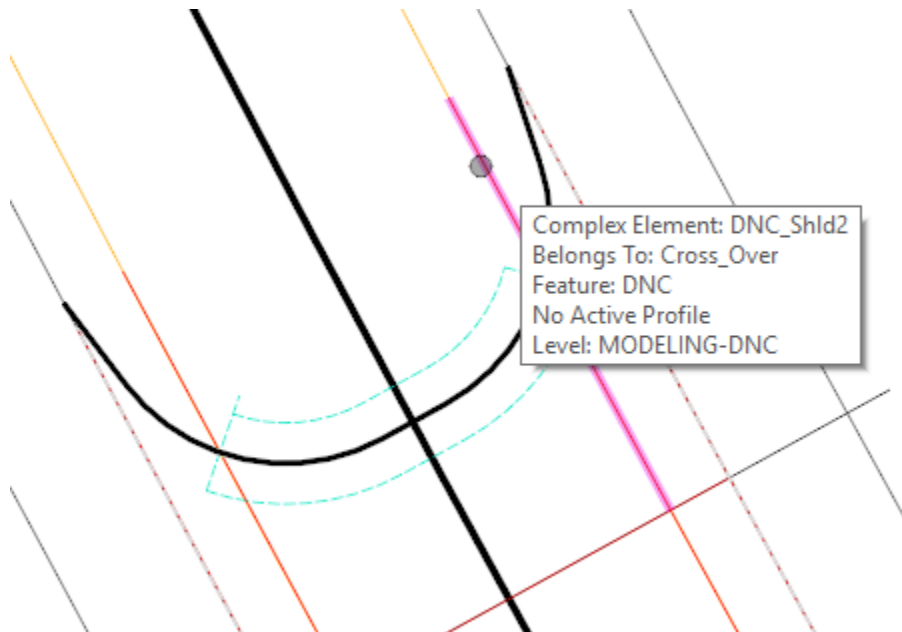 Complex Element: DNC_Shld2
Belongs To: Cross_Over
Feature: DNC
No Active Profile
Level: MODELING-DNC